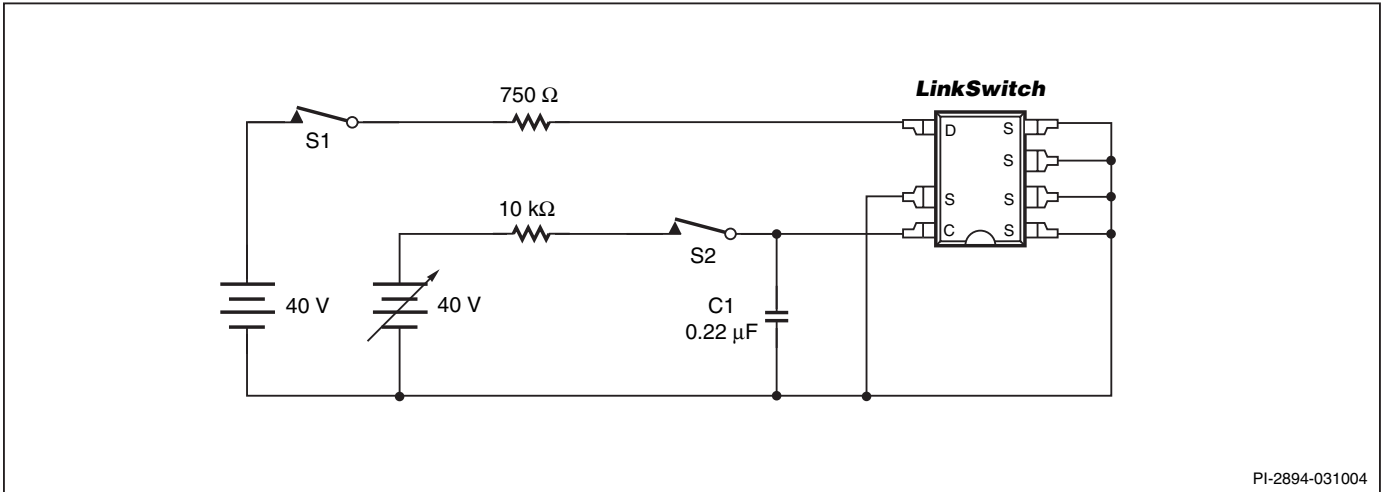 LinkSwitch
750 Ω
S1
D S
S
10 kΩ
S S
S2
C S
40 V
40 V
C1
0.22 µF
PI-2894-031004